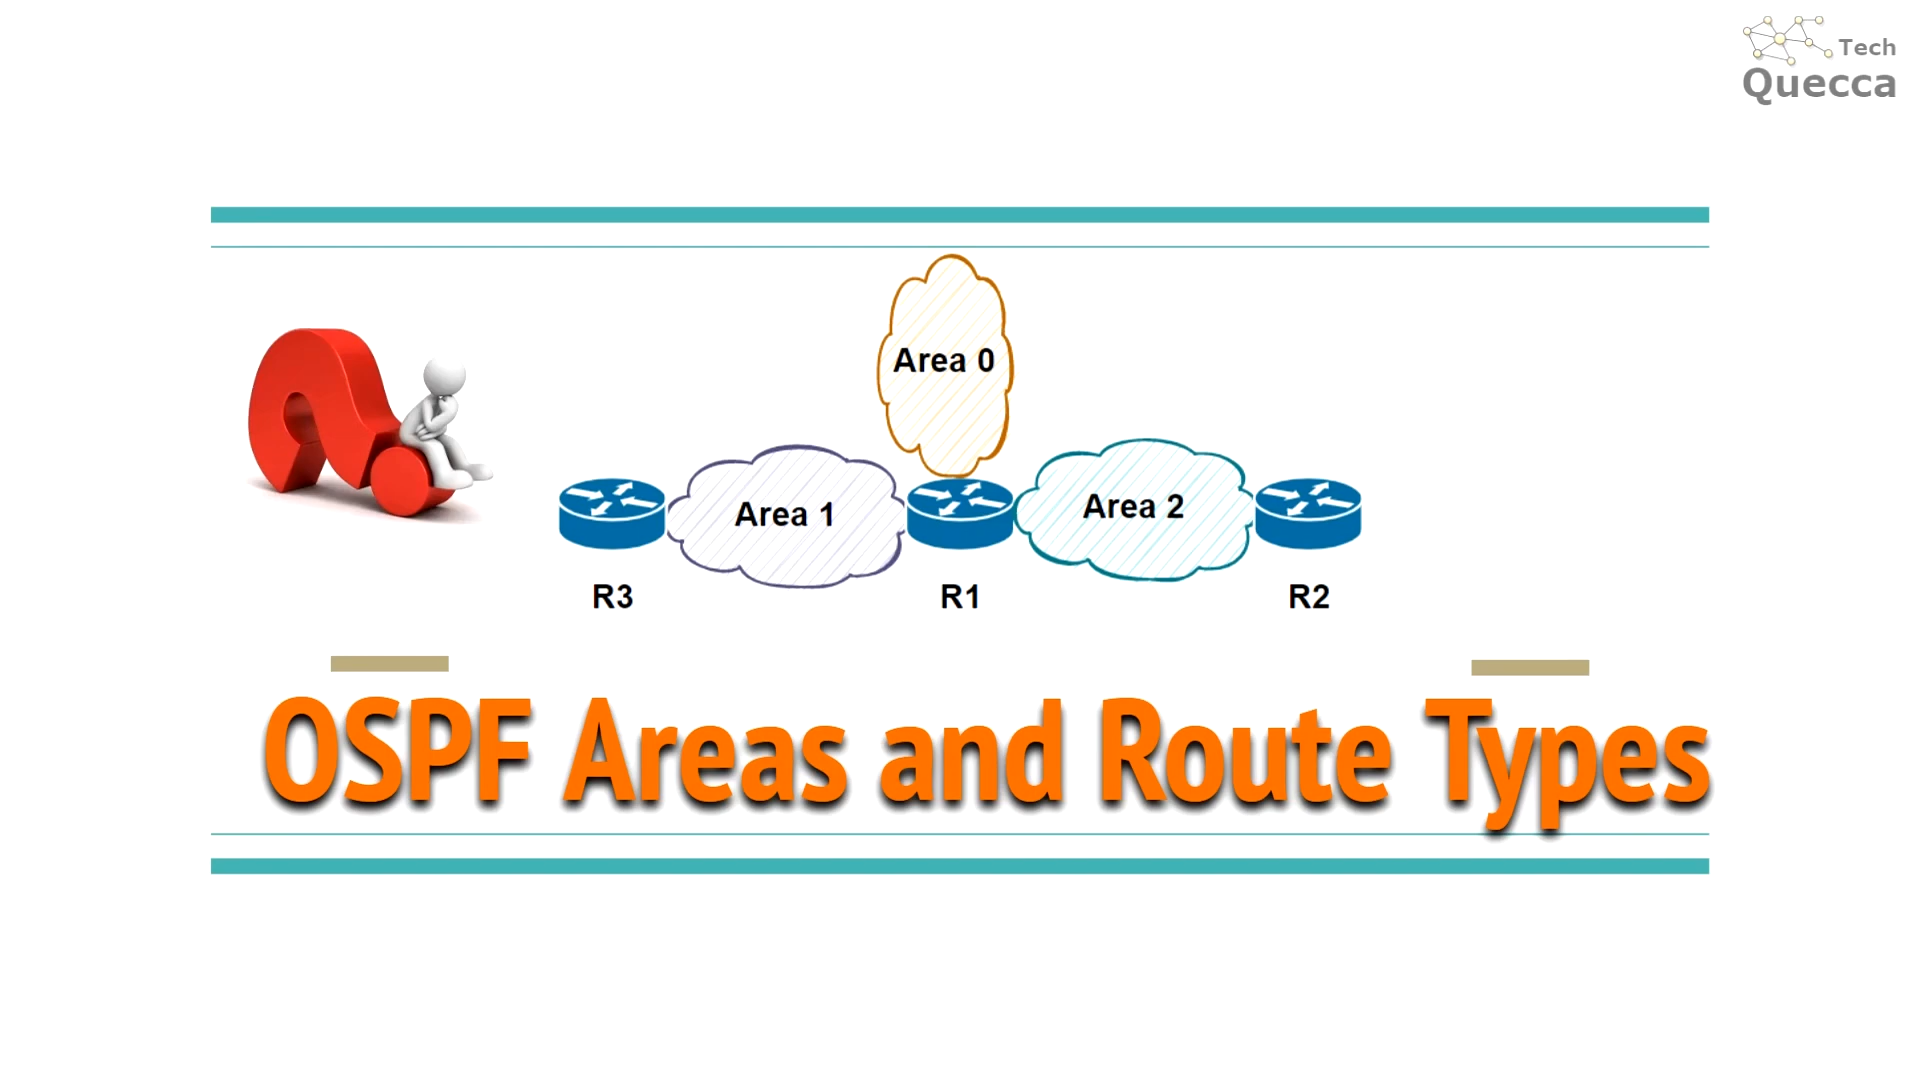 Tech
Quecca
Area 0
Area 1
Area 2
R3
R1
R2
OSPF Areas and Route Types